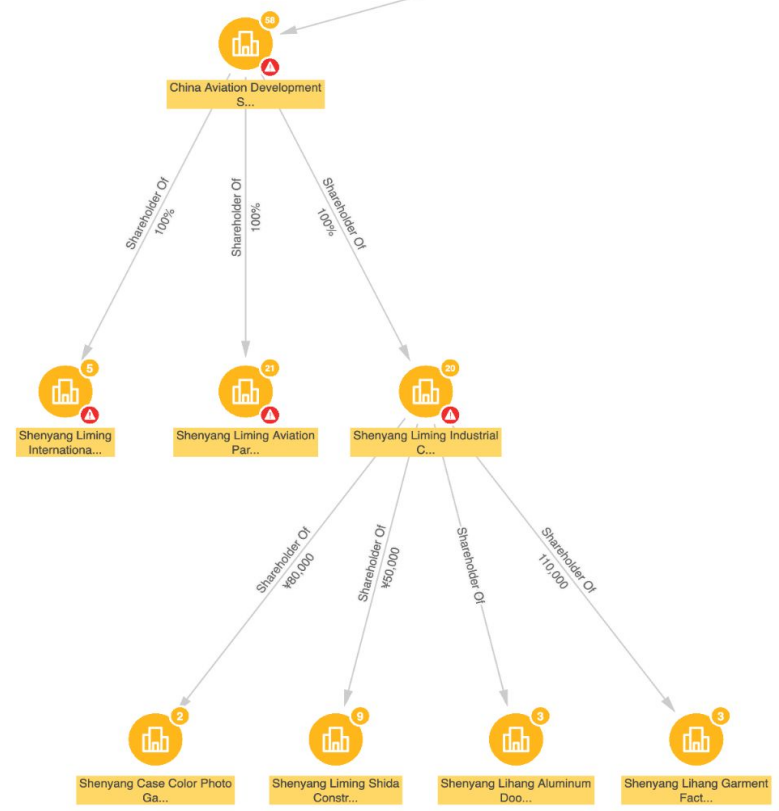 58
China Aviation Development
S...
Shareholder Of
100%
Shareholder Of
100%
Shareholder Of
100%
5
21
20
Shenyang Liming
Internationa...
Shenyang Liming Aviation
Par...
Shenyang Liming Industrial
C...
Shareholder Of
¥80,000
Shareholder Of
¥50,000
Shareholder Of
Shareholder Of
110,000
2
9
3
3
Shenyang Case Color Photo
Ga...
Shenyang Liming Shida
Constr...
Shenyang Lihang Aluminum
Doo...
Shenyang Lihang Garment
Fact...